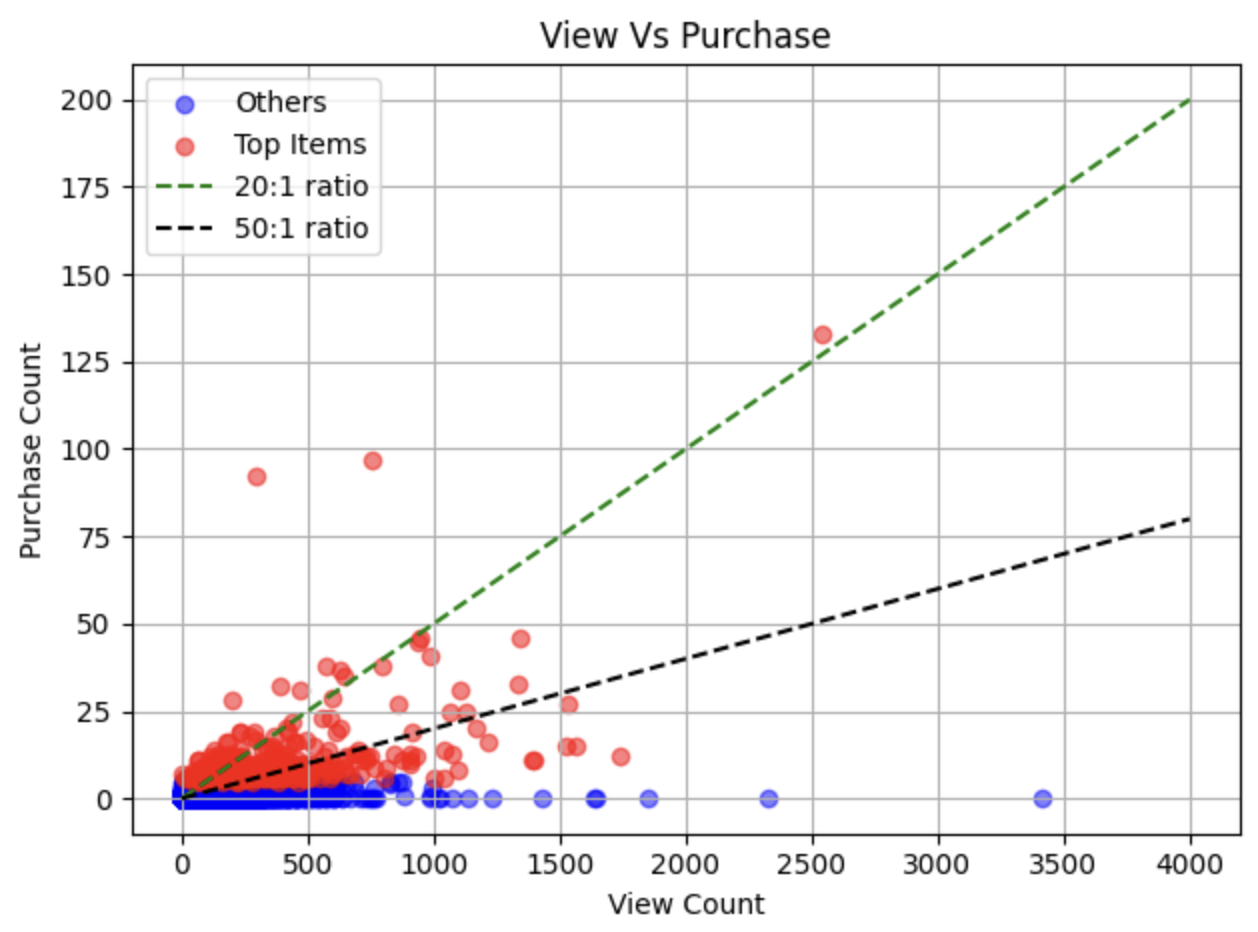 View Vs Purchase
Others
Top Items
20:1 ratio
50:1 ratio
Purchase Count
200
175
150
125
100
75
50
25
0
0 500 1000 1500 2000 2500 3000 3500 4000
View Count